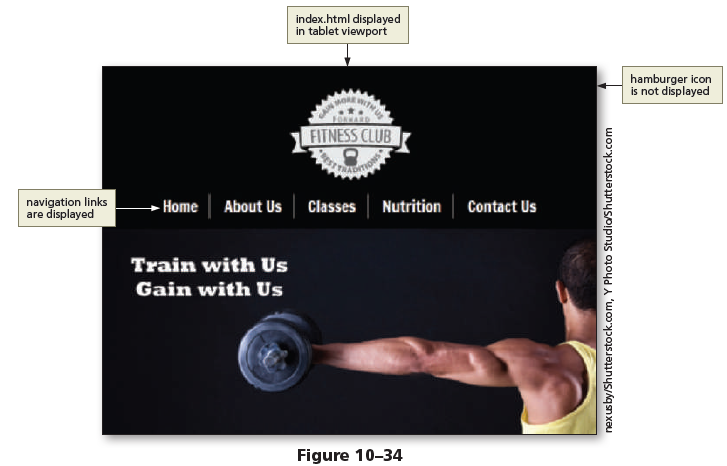 index.html displayed
in tablet viewport
hamburger icon
is not displayed
GAIN MORE WITH US
FORWARD
FITNESS CLUB
BEST TRADITIONS
navigation links
are displayed
Home About Us Classes Nutrition Contact Us
Train with Us
Gain with Us
nexusby/Shutterstock.com, Y Photo Studio/Shutterstock.com
Figure 10–34